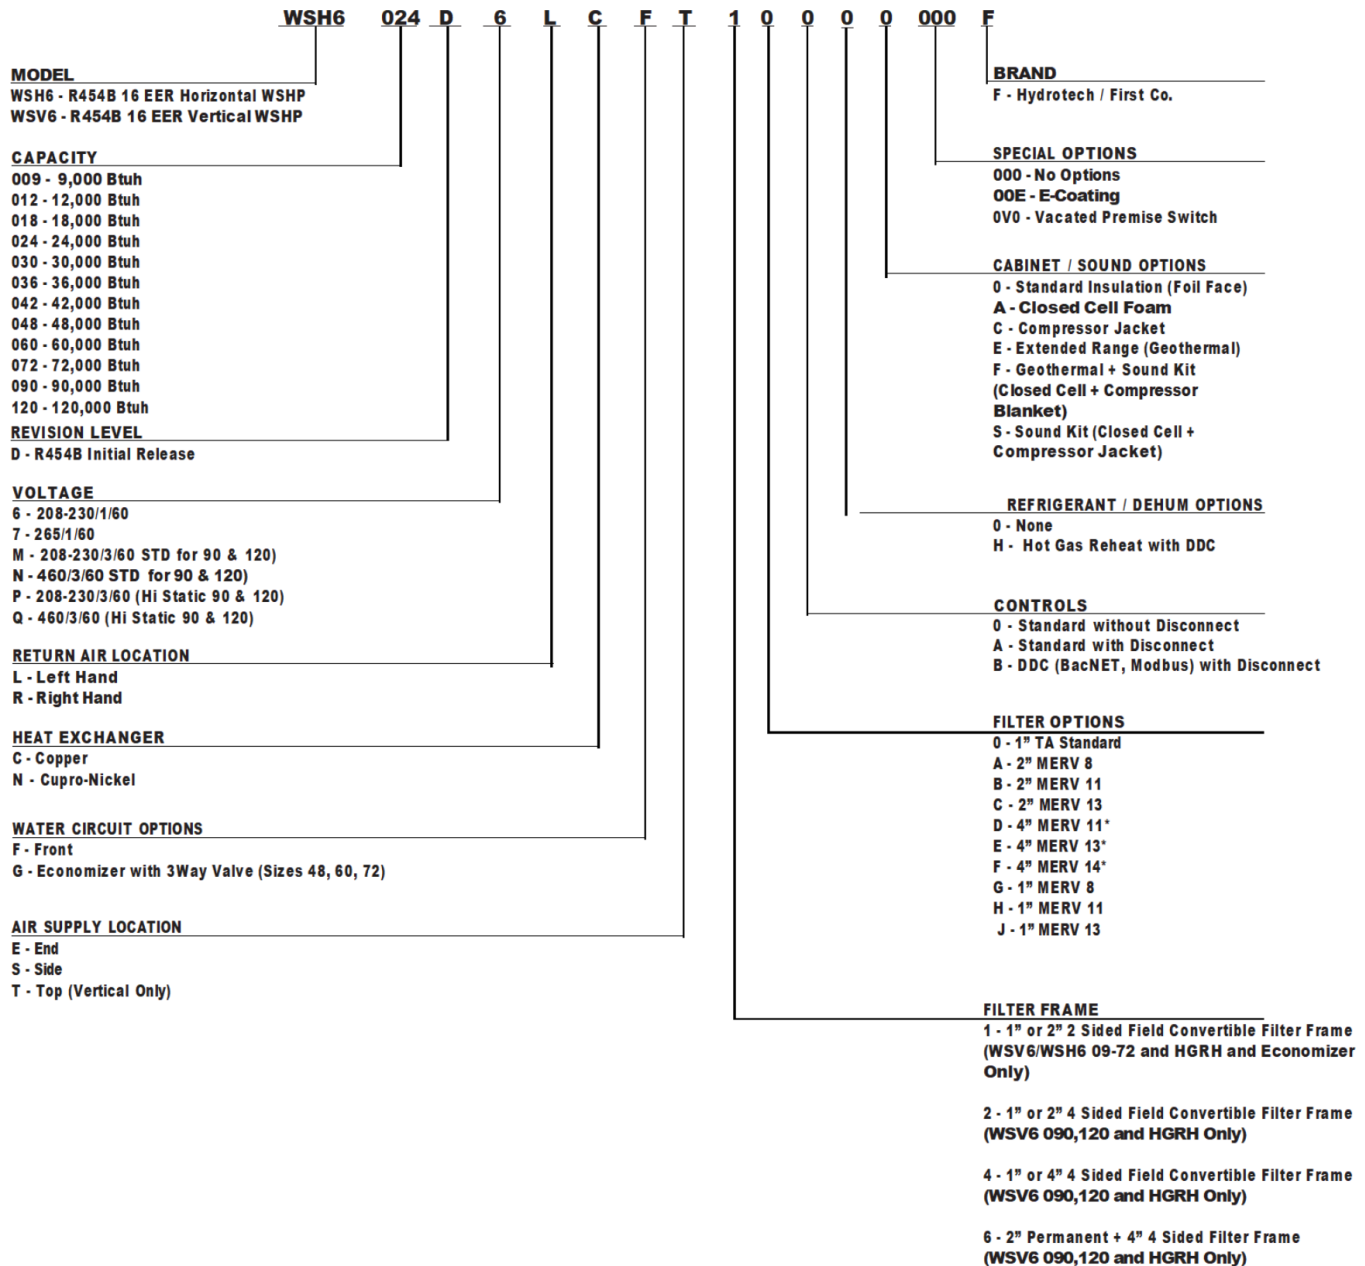 WSH6 024 D 6 L C F T 1 0 0 0 0 000 F
MODEL
WSH6 - R454B 16 EER Horizontal WSHP
WSV6 - R454B 16 EER Vertical WSHP
CAPACITY
009 - 9,000 Btuh
012 - 12,000 Btuh
018 - 18,000 Btuh
024 - 24,000 Btuh
030 - 30,000 Btuh
036 - 36,000 Btuh
042 - 42,000 Btuh
048 - 48,000 Btuh
060 - 60,000 Btuh
072 - 72,000 Btuh
090 - 90,000 Btuh
120 - 120,000 Btuh
REVISION LEVEL
D - R454B Initial Release
VOLTAGE
6 - 208-230/1/60
7 - 265/1/60
M - 208-230/3/60 STD for 90 & 120)
N - 460/3/60 STD for 90 & 120)
P - 208-230/3/60 (Hi Static 90 & 120)
Q - 460/3/60 (Hi Static 90 & 120)
RETURN AIR LOCATION
L - Left Hand
R - Right Hand
HEAT EXCHANGER
C - Copper
N - Cupro-Nickel
WATER CIRCUIT OPTIONS
F - Front
G - Economizer with 3Way Valve (Sizes 48, 60, 72)
AIR SUPPLY LOCATION
E - End
S - Side
T - Top (Vertical Only)
BRAND
F - Hydrotech / First Co.
SPECIAL OPTIONS
000 - No Options
00E - E-Coating
0V0 - Vacated Premise Switch
CABINET / SOUND OPTIONS
0 - Standard Insulation (Foil Face)
A - Closed Cell Foam
C - Compressor Jacket
E - Extended Range (Geothermal)
F - Geothermal + Sound Kit
(Closed Cell + Compressor
Blanket)
S - Sound Kit (Closed Cell +
Compressor Jacket)
REFRIGERANT / DEHUM OPTIONS
0 - None
H - Hot Gas Reheat with DDC
CONTROLS
0 - Standard without Disconnect
A - Standard with Disconnect
B - DDC (BacNET, Modbus) with Disconnect
FILTER OPTIONS
0 - 1” TA Standard
A - 2” MERV 8
B - 2” MERV 11
C - 2” MERV 13
D - 4” MERV 11*
E - 4” MERV 13*
F - 4” MERV 14*
G - 1” MERV 8
H - 1” MERV 11
J - 1” MERV 13
FILTER FRAME
1 - 1” or 2” 2 Sided Field Convertible Filter Frame
(WSV6/WSH6 09-72 and HGRH and Economizer
Only)
2 - 1” or 2” 4 Sided Field Convertible Filter Frame
(WSV6 090,120 and HGRH Only)
4 - 1” or 4” 4 Sided Field Convertible Filter Frame
(WSV6 090,120 and HGRH Only)
6 - 2” Permanent + 4” 4 Sided Filter Frame
(WSV6 090,120 and HGRH Only)